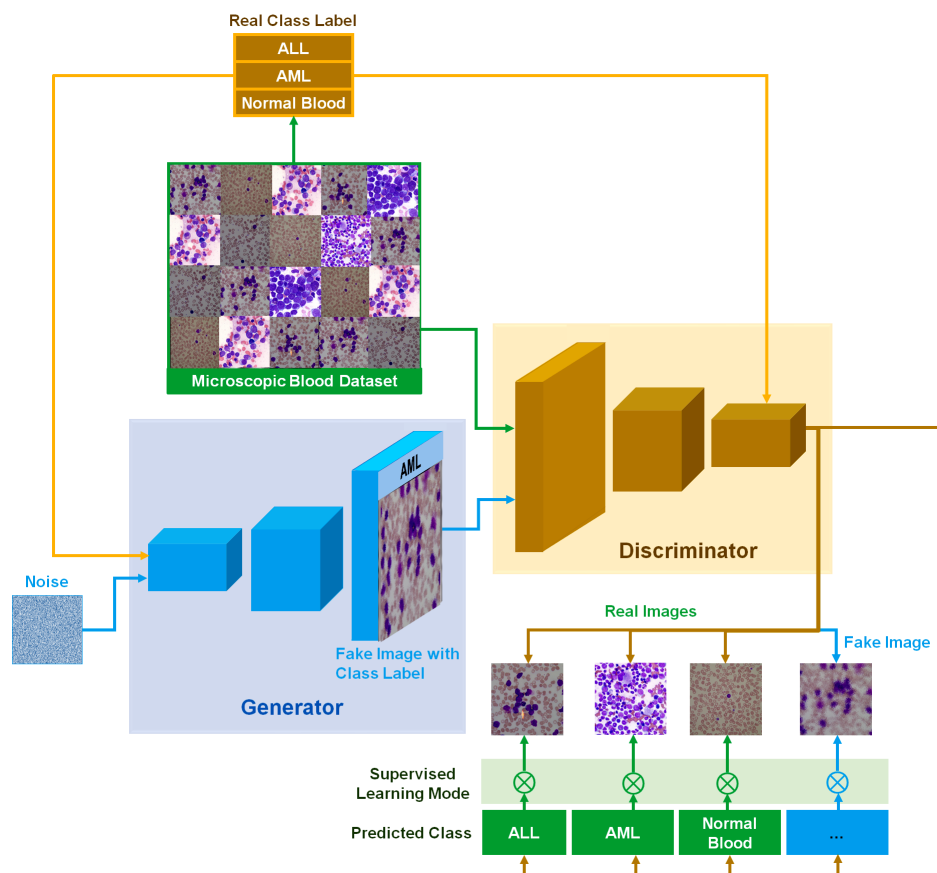 Real Class Label
ALL
AML
Normal Blood
Microscopic Blood Dataset
AML
Discriminator
Noise
Fake Image with
Class Label
Generator
Real Images
Fake Image
Supervised
Learning Mode
Predicted Class
ALL
AML
Normal
Blood
...